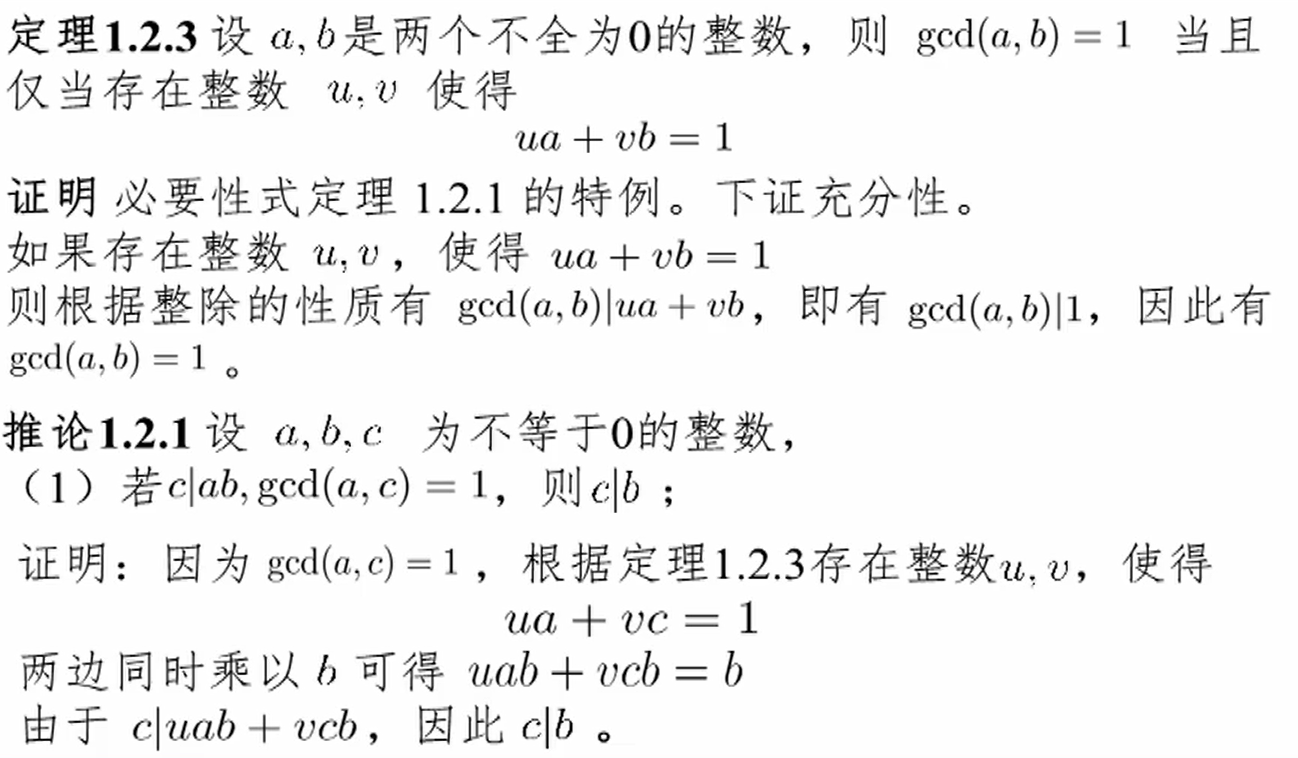 定理1.2.3 设 a, b是两个不全为0的整数，则 gcd(a, b) = 1 当且
仅当存在整数 u, v 使得
ua + vb = 1
证明 必要性式定理 1.2.1 的特例。下证充分性。
如果存在整数 u, v，使得 ua + vb = 1
则根据整除的性质有 gcd(a, b)|ua + vb，即有 gcd(a, b)|1，因此有
gcd(a, b) = 1 。
推论1.2.1 设 a, b, c 为不等于0的整数，
（1）若c|ab, gcd(a, c) = 1，则c|b ；
证明：因为 gcd(a, c) = 1 ，根据定理1.2.3存在整数u, v，使得
ua + vc = 1
两边同时乘以 b 可得 uab + vcb = b
由于 c|uab + vcb，因此 c|b 。